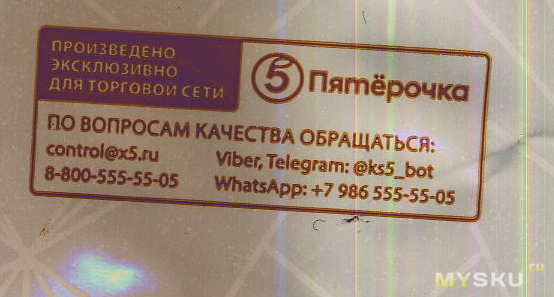 ПРОИЗВЕДЕНО
ЭКСКЛЮЗИВНО
ДЛЯ ТОРГОВОЙ СЕТИ
5 Пятёрочка
ПО ВОПРОСАМ КАЧЕСТВА ОБРАЩАТЬСЯ:
control@x5.ru
8-800-555-55-05
Viber, Telegram: @ks5_bot
WhatsApp: +7 986 555-55-05
MYSKU.ru